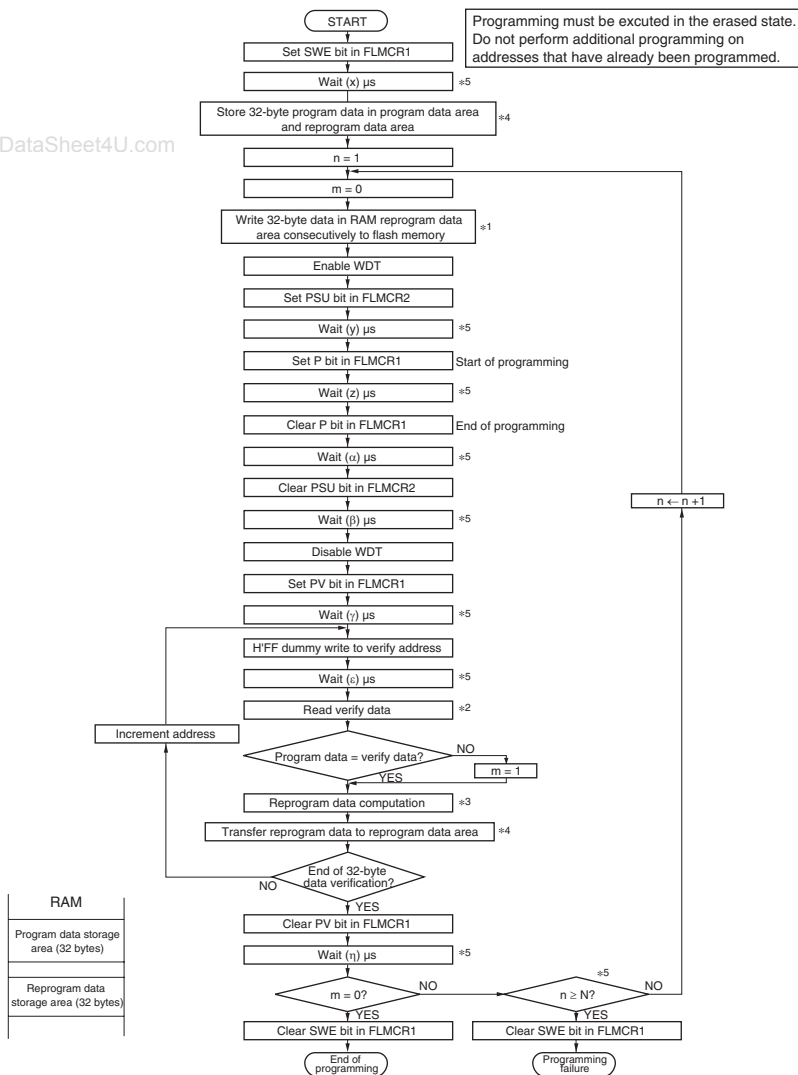 START
Programming must be excuted in the erased state.
Do not perform additional programming on
addresses that have already been programmed.
Set SWE bit in FLMCR1
Wait (x) µs
*5
Store 32-byte program data in program data area
and reprogram data area
*4
DataSheet4U.com
n = 1
m = 0
Write 32-byte data in RAM reprogram data
area consecutively to flash memory
*1
Enable WDT
Set PSU bit in FLMCR2
Wait (y) µs
*5
Set P bit in FLMCR1
Start of programming
Wait (z) µs
*5
Clear P bit in FLMCR1
End of programming
Wait (α) µs
*5
Clear PSU bit in FLMCR2
n ← n +1
Wait (β) µs
*5
Disable WDT
Set PV bit in FLMCR1
Wait (γ) µs
*5
H'FF dummy write to verify address
Wait (ε) µs
*5
Read verify data
*2
Increment address
Program data = verify data?
NO
m = 1
YES
Reprogram data computation
*3
Transfer reprogram data to reprogram data area
*4
End of 32-byte
data verification?
NO
YES
RAM
Program data storage
area (32 bytes)
Reprogram data
storage area (32 bytes)
Clear PV bit in FLMCR1
Wait (η) µs
*5
m = 0?
NO
*5
n ≥ N?
NO
YES
YES
Clear SWE bit in FLMCR1
Clear SWE bit in FLMCR1
End of
programming
Programming
failure